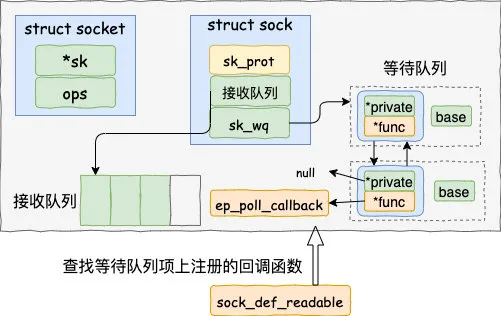 struct socket
*sk
ops
struct sock
sk_prot
接收队列
sk_wq
等待队列
*private
*func
base
null
*private
*func
base
接收队列
ep_poll_callback
查找等待队列项上注册的回调函数
sock_def_readable